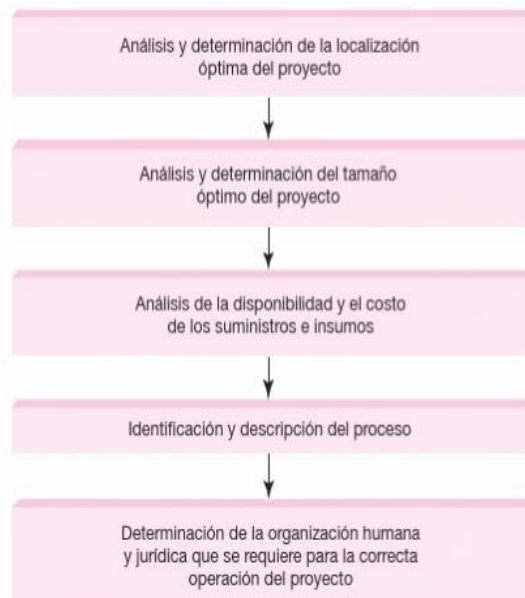 Análisis y determinación de la localización
óptima del proyecto
Análisis y determinación del tamaño
óptimo del proyecto
Análisis de la disponibilidad y el costo
de los suministros e insumos
Identificación y descripción del proceso
Determinación de la organización humana
y jurídica que se requiere para la correcta
operación del proyecto